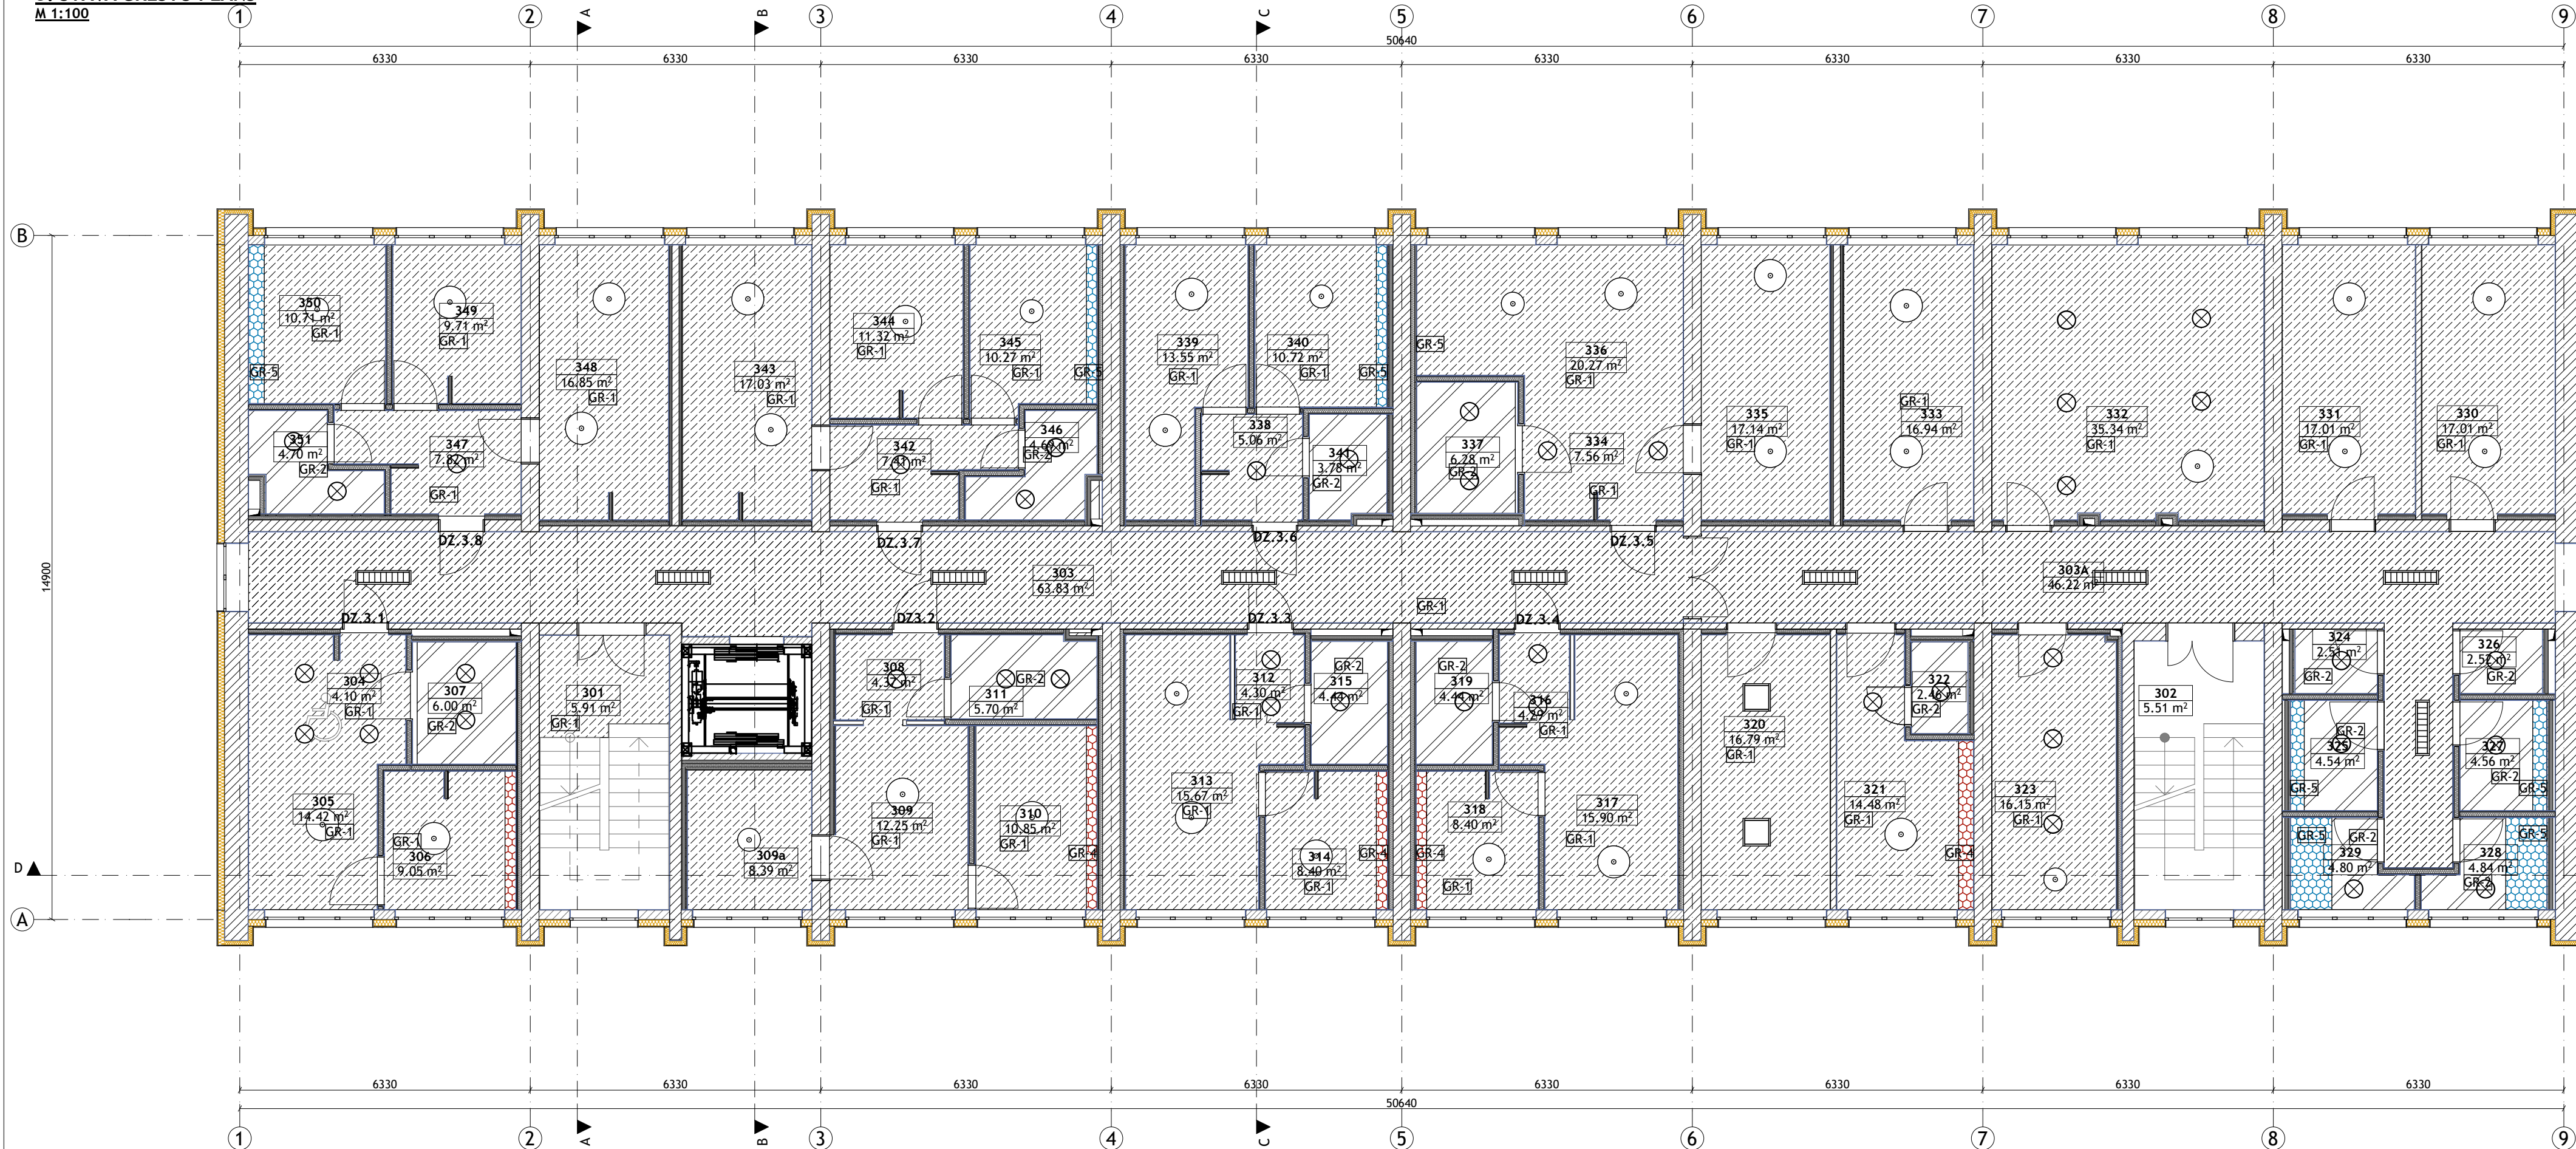 M 1:100
1 2 A B 3 4 C 5 6 7 8 9
50640
6330 6330 6330 6330 6330 6330 6330 6330
B
350
10.71 m²
GR-1
GR-5
349
9.71 m²
GR-1
348
16.85 m²
GR-1
343
17.03 m²
GR-1
344
11.32 m²
GR-1
345
10.27 m²
GR-1
GR-5
339
13.55 m²
GR-1
340
10.72 m²
GR-1
GR-5
GR-5
336
20.27 m²
GR-1
335
17.14 m²
GR-1
GR-1
333
16.94 m²
332
35.34 m²
GR-1
331
17.01 m²
GR-1
330
17.01 m²
GR-1
351
4.70 m²
GR-2
347
GR-1
342
GR-1
346
GR-2
338
5.06 m²
341
3.78 m²
GR-2
337
6.28 m²
GR-2
334
7.56 m²
GR-1
DZ.3.8
DZ.3.7
DZ.3.6
DZ.3.5
14900
303
63.83 m²
GR-1
303A
46.22 m²
DZ.3.1
DZ3.2
DZ.3.3
DZ.3.4
304
4.10 m²
GR-1
307
6.00 m²
GR-2
301
5.91 m²
GR-1
308
4.37 m²
GR-1
GR-2
311
5.70 m²
312
4.30 m²
GR-1
GR-2
315
4.44 m²
GR-2
319
4.44 m²
316
4.29 m²
GR-1
320
16.79 m²
GR-1
322
2.46 m²
GR-2
302
5.51 m²
324
2.51 m²
GR-2
326
2.52 m²
GR-2
GR-2
325
4.54 m²
GR-5
327
4.56 m²
GR-2
GR-5
305
14.42 m²
GR-1
GR-1
306
9.05 m²
309a
8.39 m²
309
12.25 m²
GR-1
310
10.85 m²
GR-1
GR-4
313
15.67 m²
GR-1
314
8.40 m²
GR-1
GR-4
GR-4
318
8.40 m²
GR-1
317
15.90 m²
GR-1
321
14.48 m²
GR-1
GR-4
323
16.15 m²
GR-1
GR-5
GR-2
329
4.80 m²
GR-5
328
4.84 m²
GR-2
D
A
6330 6330 6330 6330 6330 6330 6330 6330
50640
1 2 A B 3 4 C 5 6 7 8 9